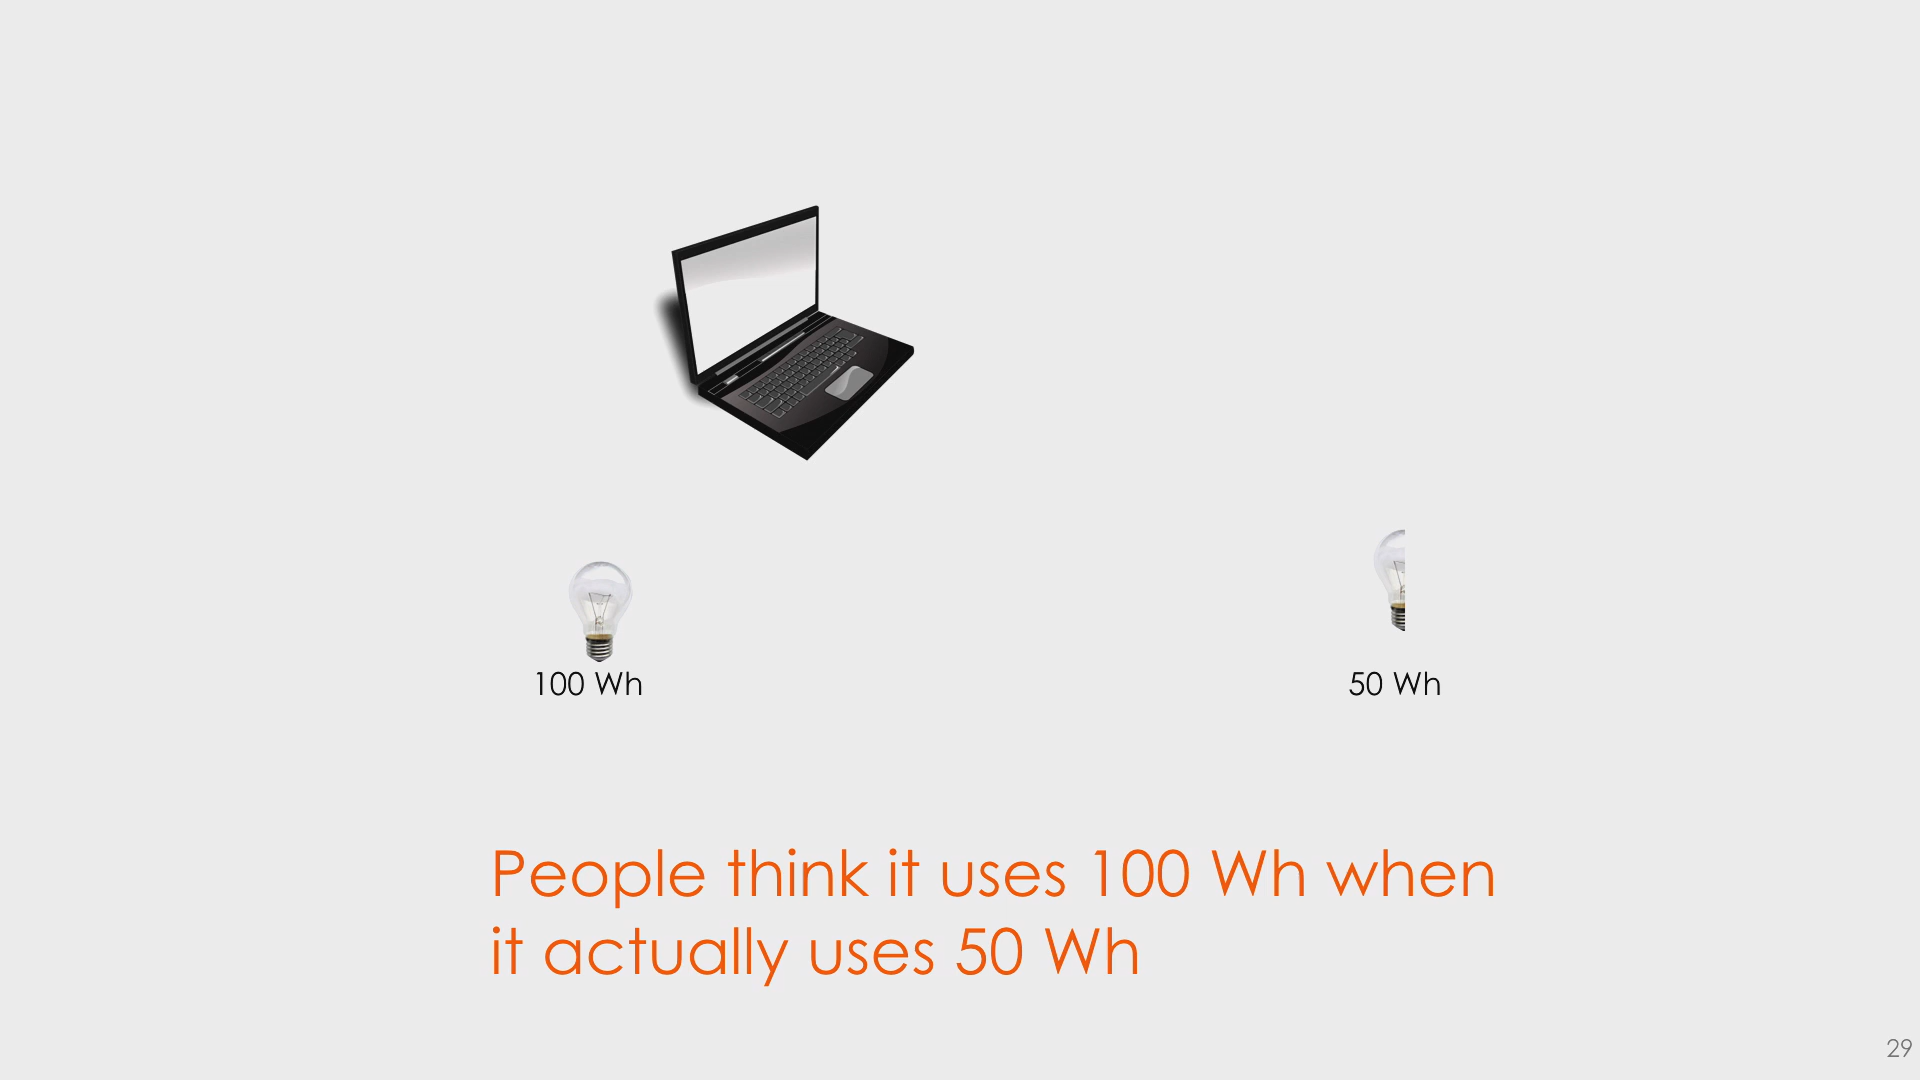 100 Wh
50 Wh
People think it uses 100 Wh when
it actually uses 50 Wh
29